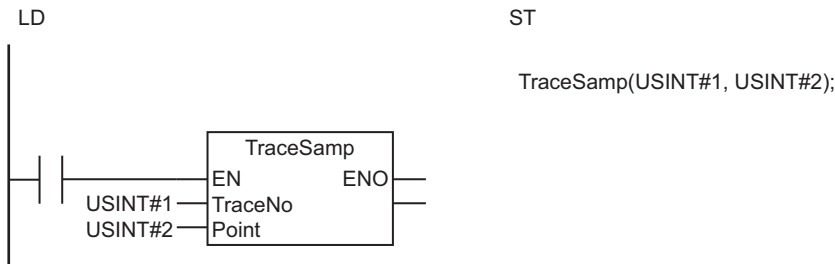 LD
ST
TraceSamp(USINT#1, USINT#2);
TraceSamp
EN ENO
USINT#1 TraceNo
USINT#2 Point